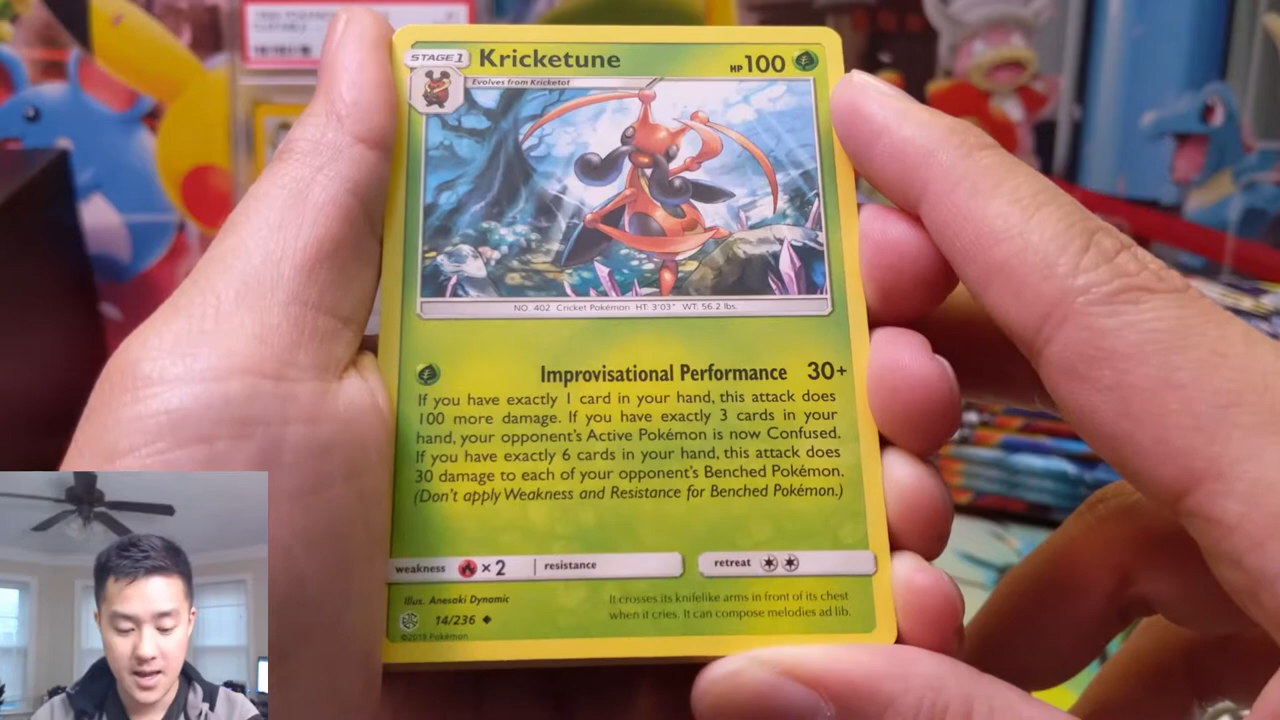 STAGE 1 Kricketune HP 100
Evolves from Kricketot
NO. 402 Cricket Pokémon HT: 3'03" WT: 56.2 lbs.
Improvisational Performance 30+
If you have exactly 1 card in your hand, this attack does
100 more damage. If you have exactly 3 cards in your
hand, your opponent's Active Pokémon is now Confused.
If you have exactly 6 cards in your hand, this attack does
30 damage to each of your opponent's Benched Pokémon.
(Don't apply Weakness and Resistance for Benched Pokémon.)
weakness ×2 resistance retreat
Illus. Anesaki Dynamic
14/236
It crosses its knifelike arms in front of its chest
when it cries. It can compose melodies ad lib.
©2019 Pokémon